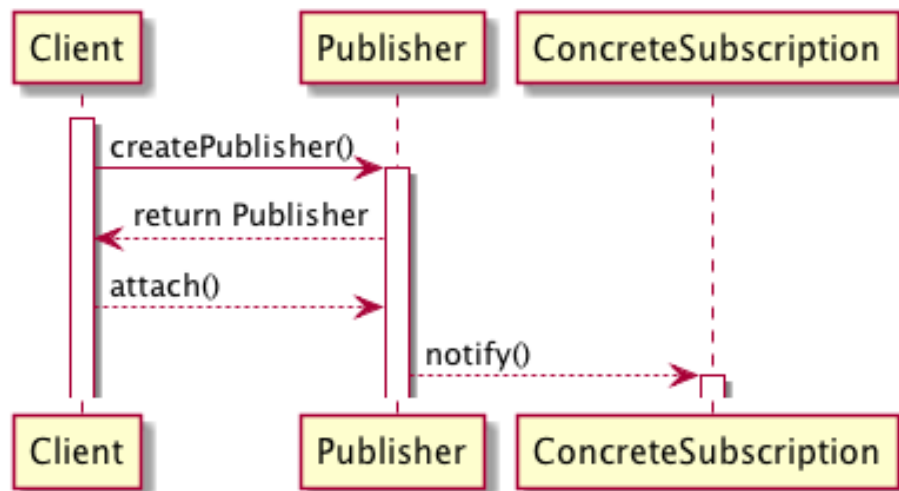 Client
Publisher
ConcreteSubscription
createPublisher()
return Publisher
attach()
notify()
Client
Publisher
ConcreteSubscription